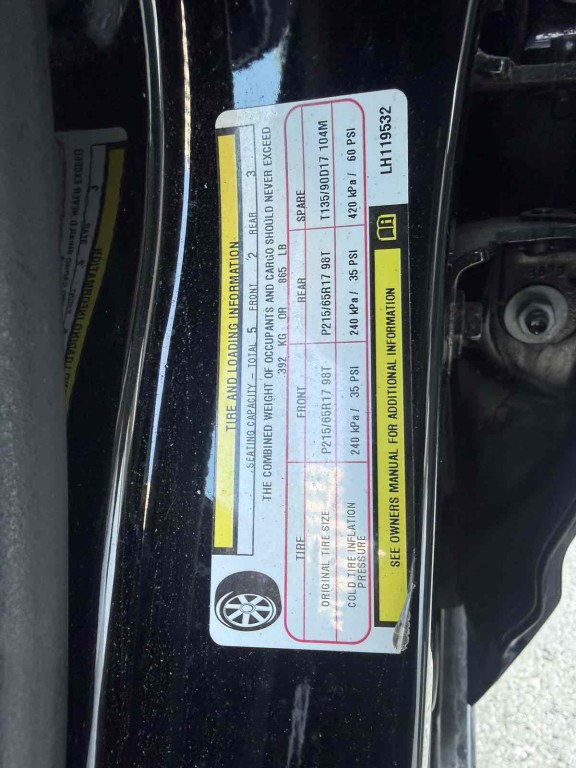 TIRE AND LOADING INFORMATION
SEATING CAPACITY - TOTAL 5 FRONT 2 REAR 3
THE COMBINED WEIGHT OF OCCUPANTS AND CARGO SHOULD NEVER EXCEED
392 KG OR 865 LB
TIRE FRONT REAR SPARE
ORIGINAL TIRE SIZE P215/65R17 98T P215/65R17 98T T135/90D17 104M
COLD TIRE INFLATION
PRESSURE 240 kPa / 35 PSI 240 kPa / 35 PSI 420 kPa / 60 PSI
SEE OWNERS MANUAL FOR ADDITIONAL INFORMATION
LH119532